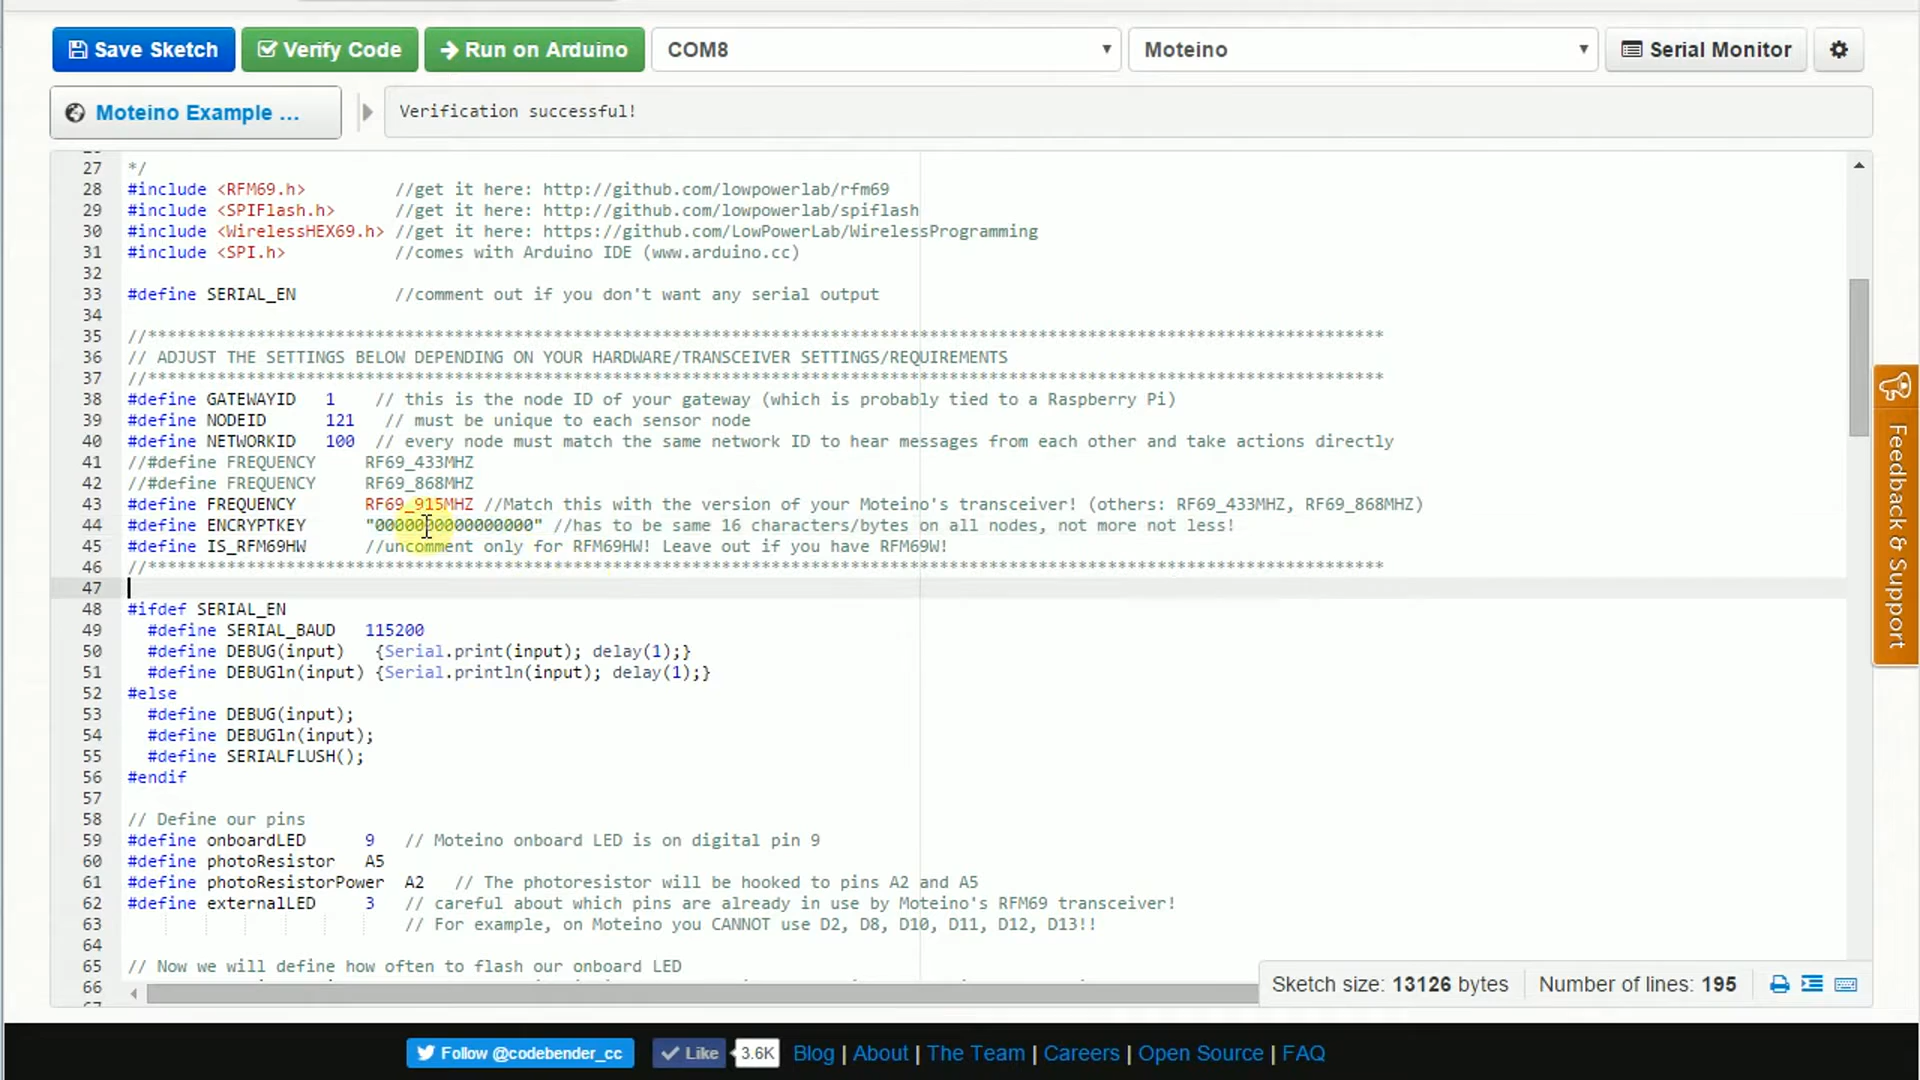 Save Sketch Verify Code Run on Arduino COM8 Moteino Serial Monitor
Moteino Example ... Verification successful!
27 */
28 #include <RFM69.h> //get it here: http://github.com/lowpowerlab/rfm69
29 #include <SPIFlash.h> //get it here: http://github.com/lowpowerlab/spiflash
30 #include <WirelessHEX69.h> //get it here: https://github.com/LowPowerLab/WirelessProgramming
31 #include <SPI.h> //comes with Arduino IDE (www.arduino.cc)
32
33 #define SERIAL_EN //comment out if you don't want any serial output
34
35 //*****************************************************************************************************************************
36 // ADJUST THE SETTINGS BELOW DEPENDING ON YOUR HARDWARE/TRANSCEIVER SETTINGS/REQUIREMENTS
37 //*****************************************************************************************************************************
38 #define GATEWAYID 1 // this is the node ID of your gateway (which is probably tied to a Raspberry Pi)
39 #define NODEID 121 // must be unique to each sensor node
40 #define NETWORKID 100 // every node must match the same network ID to hear messages from each other and take actions directly
41 //#define FREQUENCY RF69_433MHZ
42 //#define FREQUENCY RF69_868MHZ
43 #define FREQUENCY RF69_915MHZ //Match this with the version of your Moteino's transceiver! (others: RF69_433MHZ, RF69_868MHZ)
44 #define ENCRYPTKEY "0000000000000000" //has to be same 16 characters/bytes on all nodes, not more not less!
45 #define IS_RFM69HW //uncomment only for RFM69HW! Leave out if you have RFM69W!
46 //*****************************************************************************************************************************
47
48 #ifdef SERIAL_EN
49 #define SERIAL_BAUD 115200
50 #define DEBUG(input) {Serial.print(input); delay(1);}
51 #define DEBUGln(input) {Serial.println(input); delay(1);}
52 #else
53 #define DEBUG(input);
54 #define DEBUGln(input);
55 #define SERIALFLUSH();
56 #endif
57
58 // Define our pins
59 #define onboardLED 9 // Moteino onboard LED is on digital pin 9
60 #define photoResistor A5
61 #define photoResistorPower A2 // The photoresistor will be hooked to pins A2 and A5
62 #define externalLED 3 // careful about which pins are already in use by Moteino's RFM69 transceiver!
63 // For example, on Moteino you CANNOT use D2, D8, D10, D11, D12, D13!!
64
65 // Now we will define how often to flash our onboard LED
66
Sketch size: 13126 bytes Number of lines: 195
Feedback & Support
Follow @codebender_cc Like 3.6K Blog | About | The Team | Careers | Open Source | FAQ